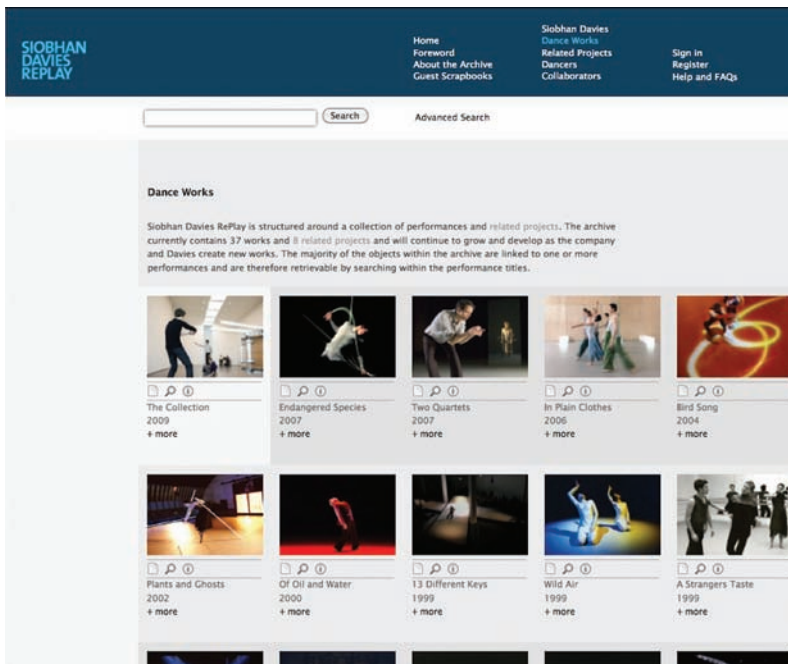 SIOBHAN
DAVIES
REPLAY
Home
Foreword
About the Archive
Guest Scrapbooks
Siobhan Davies
Dance Works
Related Projects
Dancers
Collaborators
Sign in
Register
Help and FAQs
Search
Advanced Search
Dance Works
Siobhan Davies RePlay is structured around a collection of performances and related projects. The archive
currently contains 37 works and 8 related projects and will continue to grow and develop as the company
and Davies create new works. The majority of the objects within the archive are linked to one or more
performances and are therefore retrievable by searching within the performance titles.
The Collection
2009
+ more
Endangered Species
2007
+ more
Two Quartets
2007
+ more
In Plain Clothes
2006
+ more
Bird Song
2004
+ more
Plants and Ghosts
2002
+ more
Of Oil and Water
2000
+ more
13 Different Keys
1999
+ more
Wild Air
1999
+ more
A Strangers Taste
1999
+ more